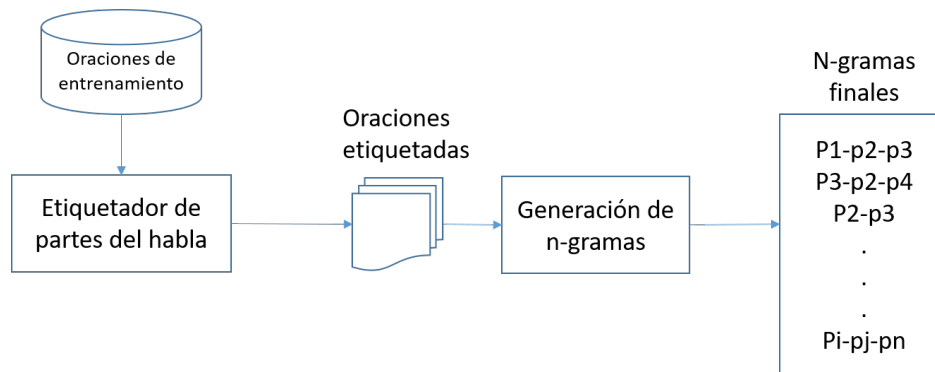 Oraciones de
entrenamiento
Etiquetador de
partes del habla
Oraciones
etiquetadas
Generación de
n-gramas
N-gramas
finales
P1-p2-p3
P3-p2-p4
P2-p3
.
.
.
Pi-pj-pn